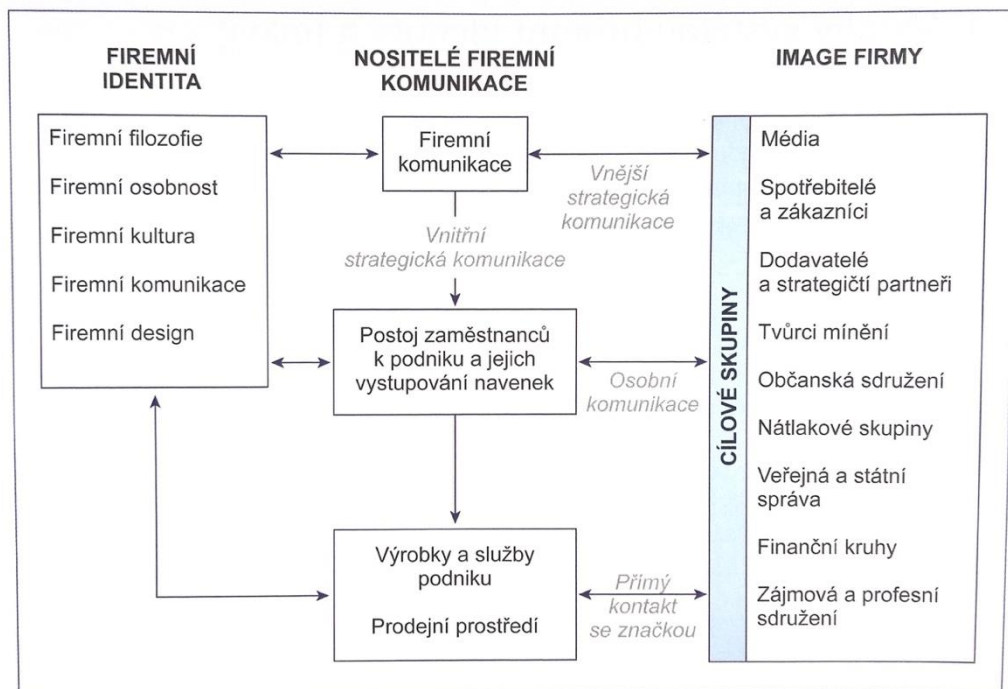 FIREMNÍ
IDENTITA
NOSITELÉ FIREMNÍ
KOMUNIKACE
IMAGE FIRMY
Firemní filozofie
Firemní osobnost
Firemní kultura
Firemní komunikace
Firemní design
Firemní
komunikace
Vnější
strategická
komunikace
Vnitřní
strategická komunikace
Postoj zaměstnanců
k podniku a jejich
vystupování navenek
Osobní
komunikace
Výrobky a služby
podniku
Prodejní prostředí
Přímý
kontakt
se značkou
CÍLOVÉ SKUPINY
Média
Spotřebitelé
a zákazníci
Dodavatelé
a strategičtí partneři
Tvůrci mínění
Občanská sdružení
Nátlakové skupiny
Veřejná a státní
správa
Finanční kruhy
Zájmová a profesní
sdružení